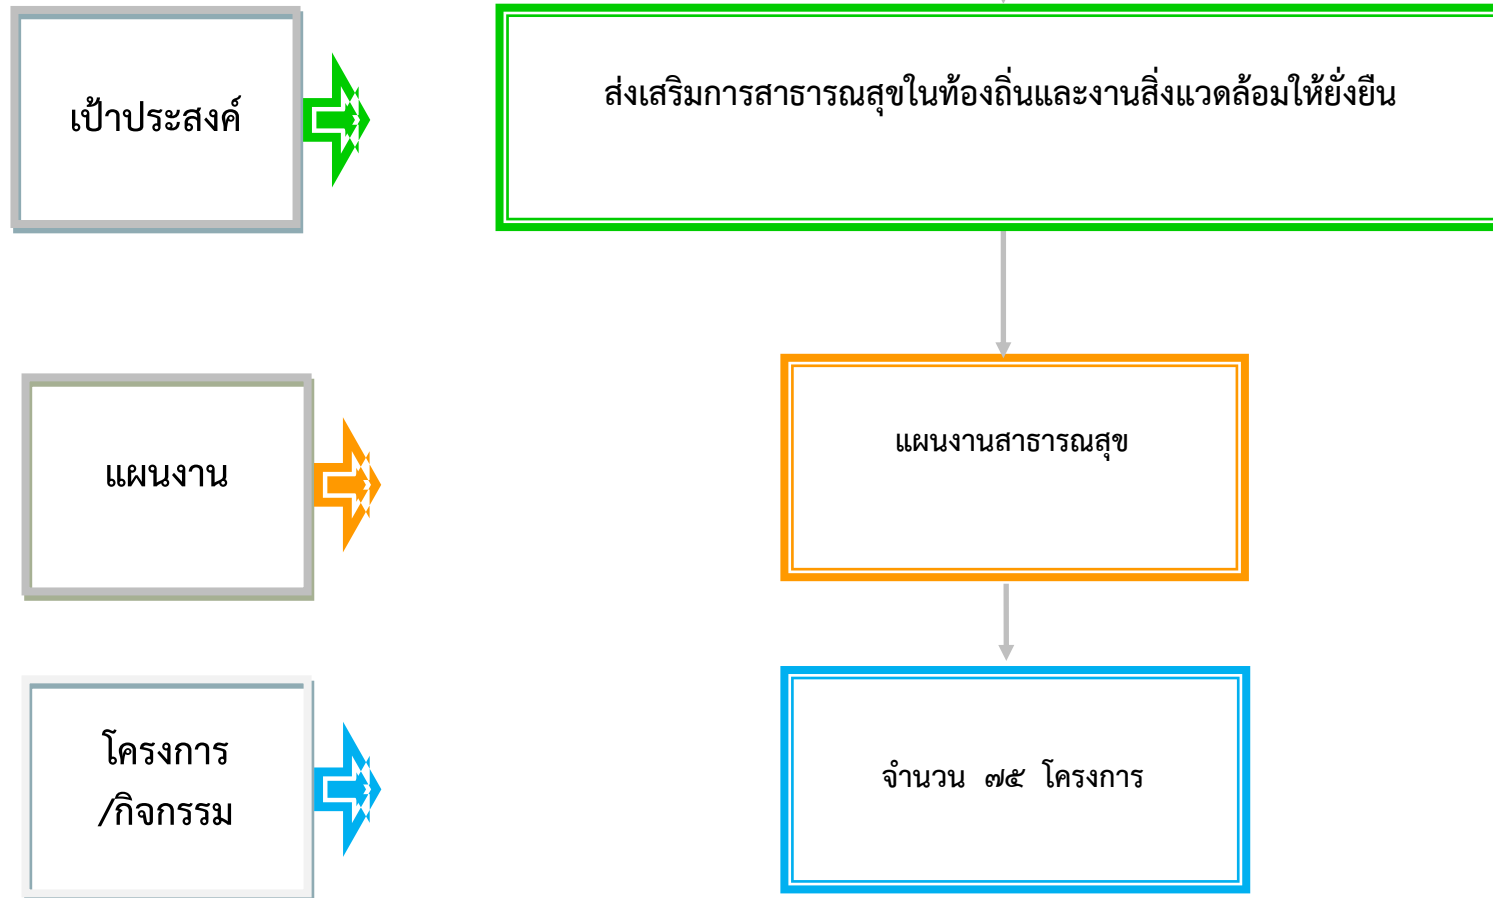 เป้าประสงค์
ส่งเสริมการสาธารณสุขในท้องถิ่นและงานสิ่งแวดล้อมให้ยั่งยืน
แผนงาน
แผนงานสาธารณสุข
โครงการ
/กิจกรรม
จำนวน ๗๕ โครงการ